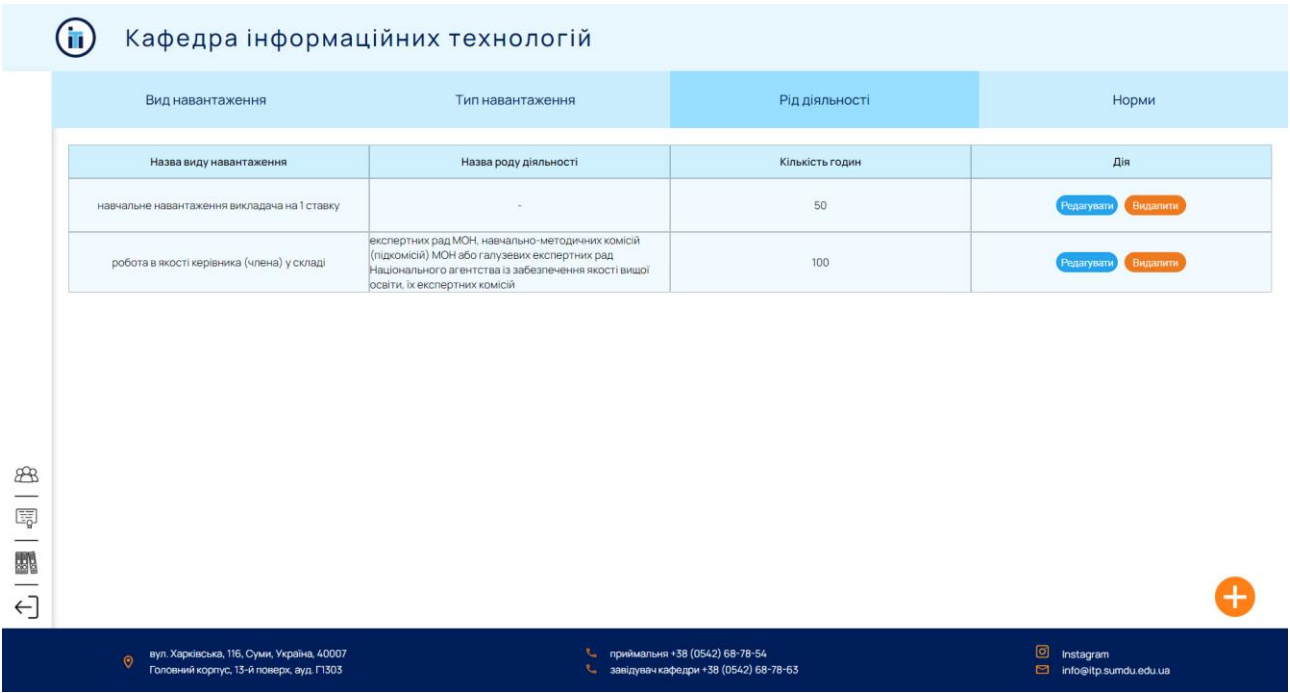 iTi
Кафедра інформаційних технологій
Вид навантаження
Тип навантаження
Рід діяльності
Норми
Назва виду навантаження
Назва роду діяльності
Кількість годин
Дія
навчальне навантаження викладача на 1 ставку
-
50
Редагувати
Видалити
робота в якості керівника (члена) у складі
експертних рад МОН, навчально-методичних комісій
(підкомісій) МОН або галузевих експертних рад
Національного агентства із забезпечення якості вищої
освіти, їх експертних комісій
100
Редагувати
Видалити
вул. Харківська, 116, Суми, Україна, 40007
Головний корпус, 13-й поверх, ауд. Г1303
приймальня +38 (0542) 68-78-54
завідувач кафедри +38 (0542) 68-78-63
Instagram
info@itp.sumdu.edu.ua